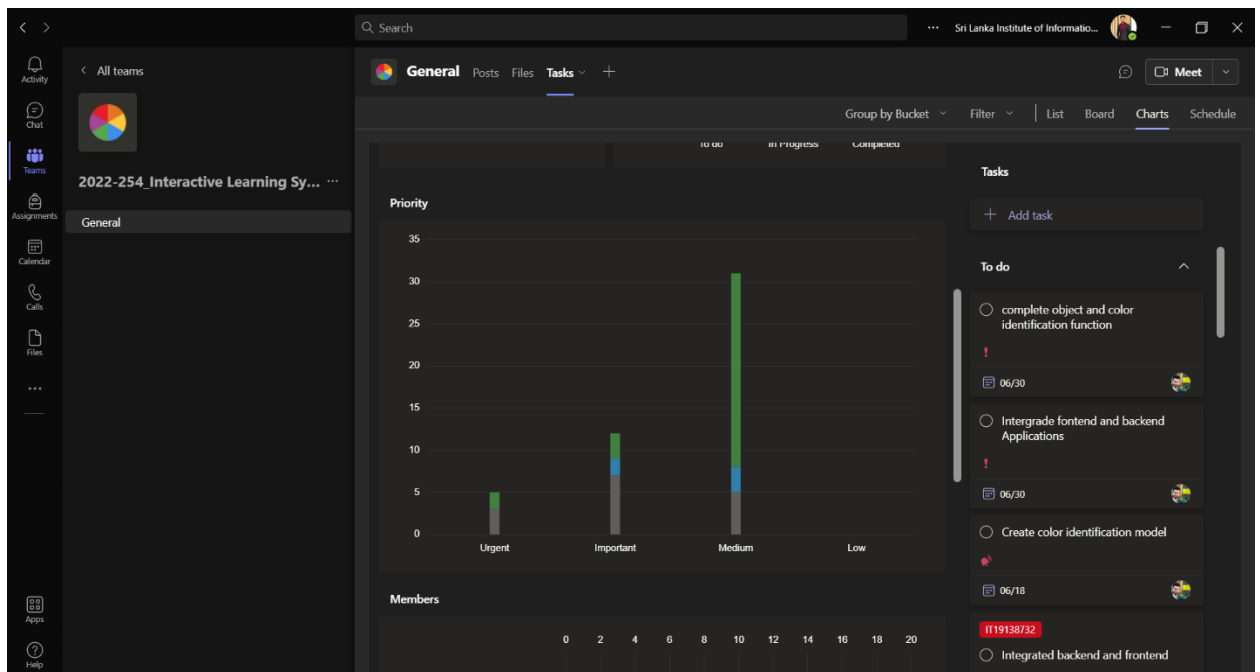 Search
Sri Lanka Institute of Informatio...
Activity
Chat
Teams
Assignments
Calendar
Calls
Files
Apps
Help
All teams
2022-254_Interactive Learning Sy...
General
General Posts Files Tasks
Meet
Group by Bucket Filter List Board Charts Schedule
To do In Progress Completed
Priority
35
30
25
20
15
10
5
0
Urgent Important Medium Low
Members
0 2 4 6 8 10 12 14 16 18 20
Tasks
Add task
To do
complete object and color
identification function
06/30
Intergrade fontend and backend
Applications
06/30
Create color identification model
06/18
IT19138732
Integrated backend and frontend